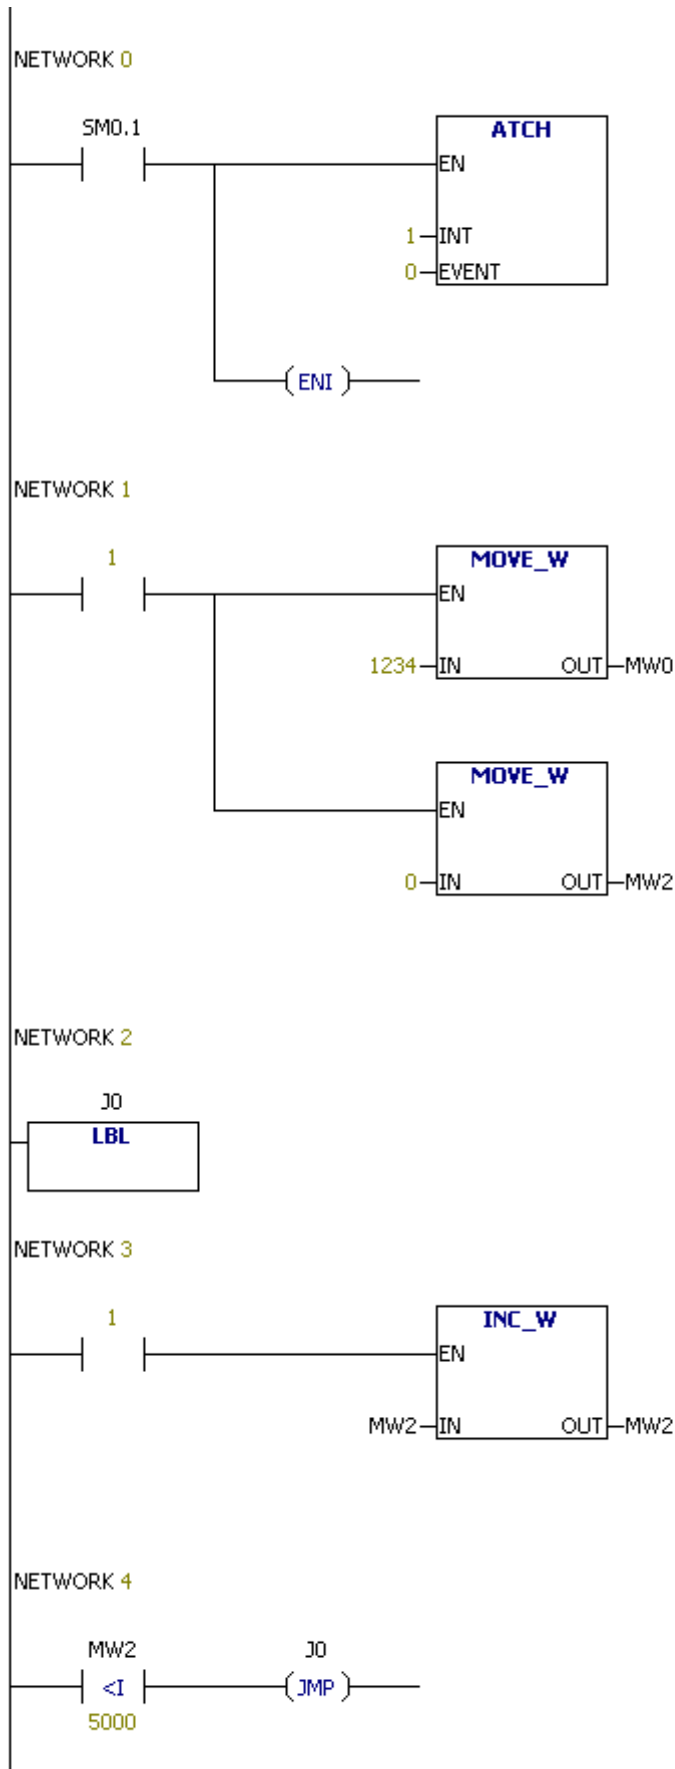 NETWORK 0
SM0.1
ATCH
EN
1 INT
0 EVENT
ENI
NETWORK 1
1
MOVE_W
EN
1234 IN OUT MW0
MOVE_W
EN
0 IN OUT MW2
NETWORK 2
J0
LBL
NETWORK 3
1
INC_W
EN
MW2 IN OUT MW2
NETWORK 4
MW2 J0
<I JMP
5000